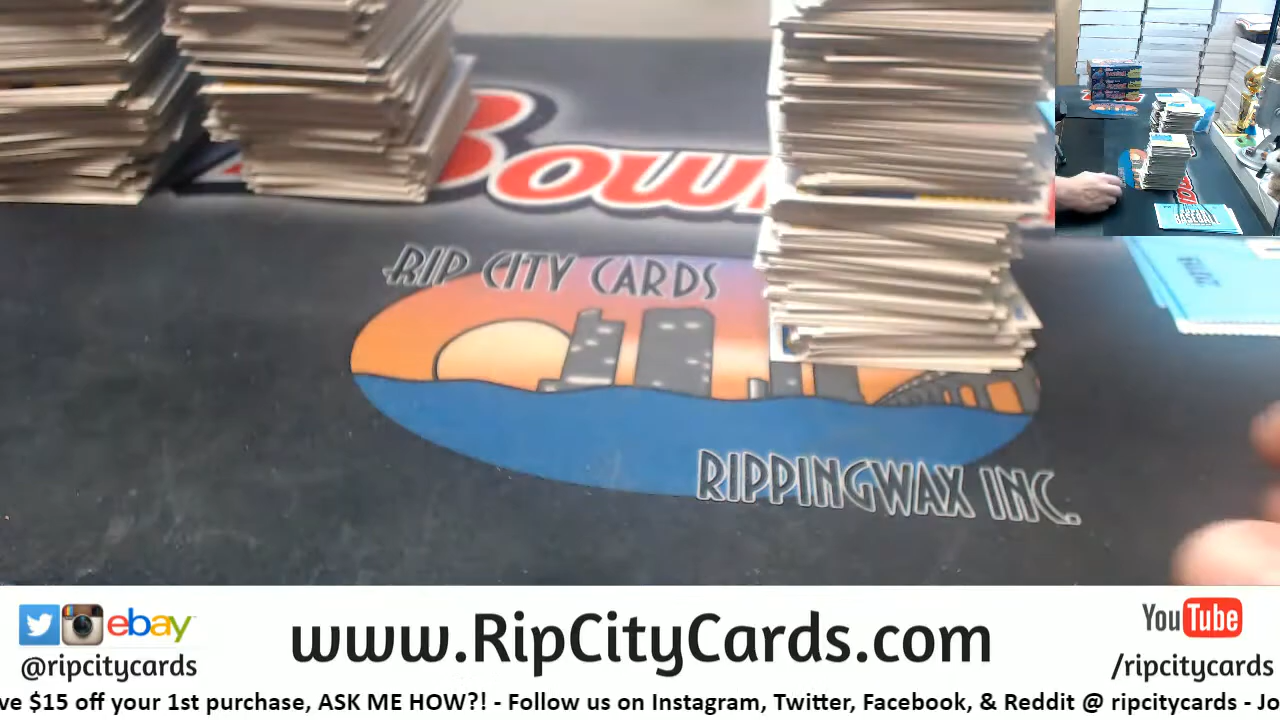 Bow
RIP CITY CARDS
RIPPINGWAX INC.
ebay
@ripcitycards
www.RipCityCards.com
YouTube
/ripcitycards
ve $15 off your 1st purchase, ASK ME HOW?! - Follow us on Instagram, Twitter, Facebook, & Reddit @ ripcitycards - Jo